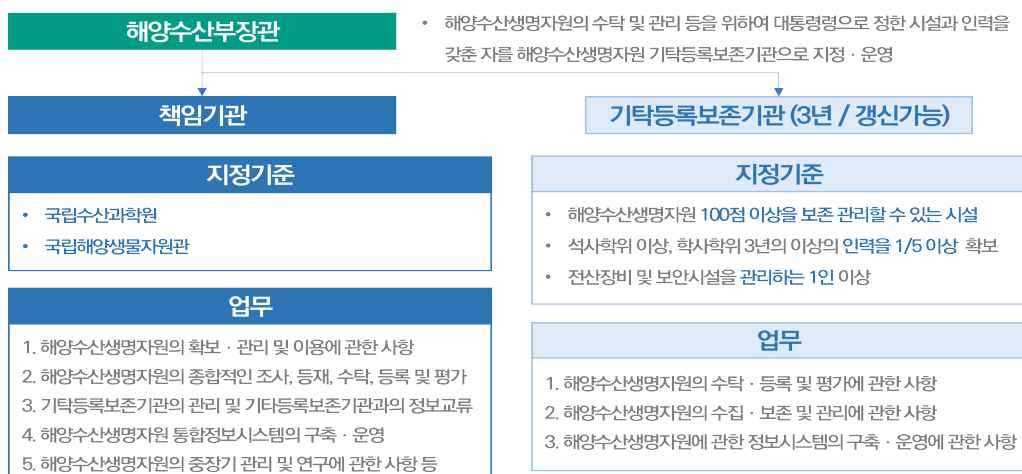 해양수산부장관
• 해양수산생명자원의 수탁 및 관리 등을 위하여 대통령령으로 정한 시설과 인력을
갖춘 자를 해양수산생명자원 기탁등록보존기관으로 지정 · 운영
책임기관
지정기준
• 국립수산과학원
• 국립해양생물자원관
업무
1. 해양수산생명자원의 확보 · 관리 및 이용에 관한 사항
2. 해양수산생명자원의 종합적인 조사, 등재, 수탁, 등록 및 평가
3. 기탁등록보존기관의 관리 및 기타등록보존기관과의 정보교류
4. 해양수산생명자원 통합정보시스템의 구축 · 운영
5. 해양수산생명자원의 중장기 관리 및 연구에 관한 사항 등
기탁등록보존기관 (3년 / 갱신가능)
지정기준
• 해양수산생명자원 100점 이상을 보존 관리할 수 있는 시설
• 석사학위 이상, 학사학위 3년의 이상의 인력을 1/5 이상 확보
• 전산장비 및 보안시설을 관리하는 1인 이상
업무
1. 해양수산생명자원의 수탁 · 등록 및 평가에 관한 사항
2. 해양수산생명자원의 수집 · 보존 및 관리에 관한 사항
3. 해양수산생명자원에 관한 정보시스템의 구축 · 운영에 관한 사항